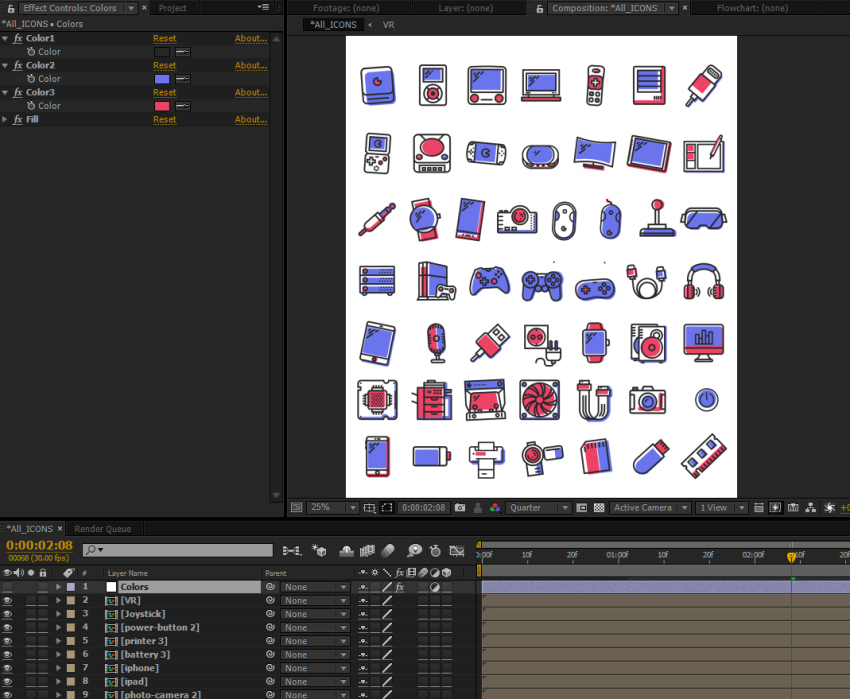 Effect Controls: Colors × Project
*All_ICONS • Colors
fx Color1 Reset About...
Color
fx Color2 Reset About...
Color
fx Color3 Reset About...
Color
fx Fill Reset About...
Footage: (none) Layer: (none) Composition: *All_ICONS × Flowchart: (none)
*All_ICONS VR
25% 0:00:02:08 Quarter Active Camera 1 View +0
*All_ICONS × Render Queue
0:00:02:08
00068 (30.00 fps)
# Layer Name Parent fx
:00f 10f 20f 01:00f 10f 20f 02:00f 10f 20f
1 Colors None fx
2 [VR] None
3 [Joystick] None
4 [power-button 2] None
5 [printer 3] None
6 [battery 3] None
7 [iphone] None
8 [ipad] None
9 [photo-camera 2] None